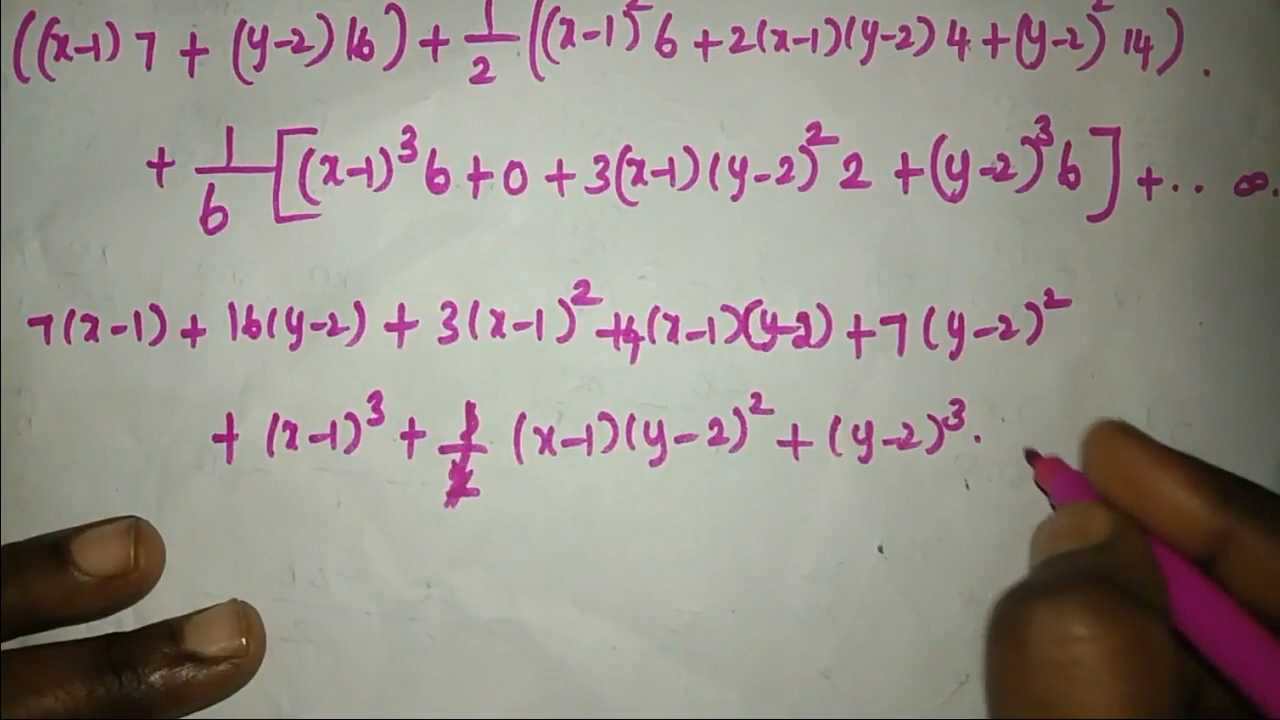 ((x-1) 7 + (y-2) 16) + 1/2 ((x-1)² 6 + 2(x-1)(y-2) 4 + (y-2)² 14).
+ 1/6 [(x-1)³ 6 + 0 + 3(x-1)(y-2)² 2 + (y-2)³ 6] + .. ∞.
7(x-1) + 16(y-2) + 3(x-1)² + 4(x-1)(y-2) + 7(y-2)²
+ (x-1)³ + (x-1)(y-2)² + (y-2)³.